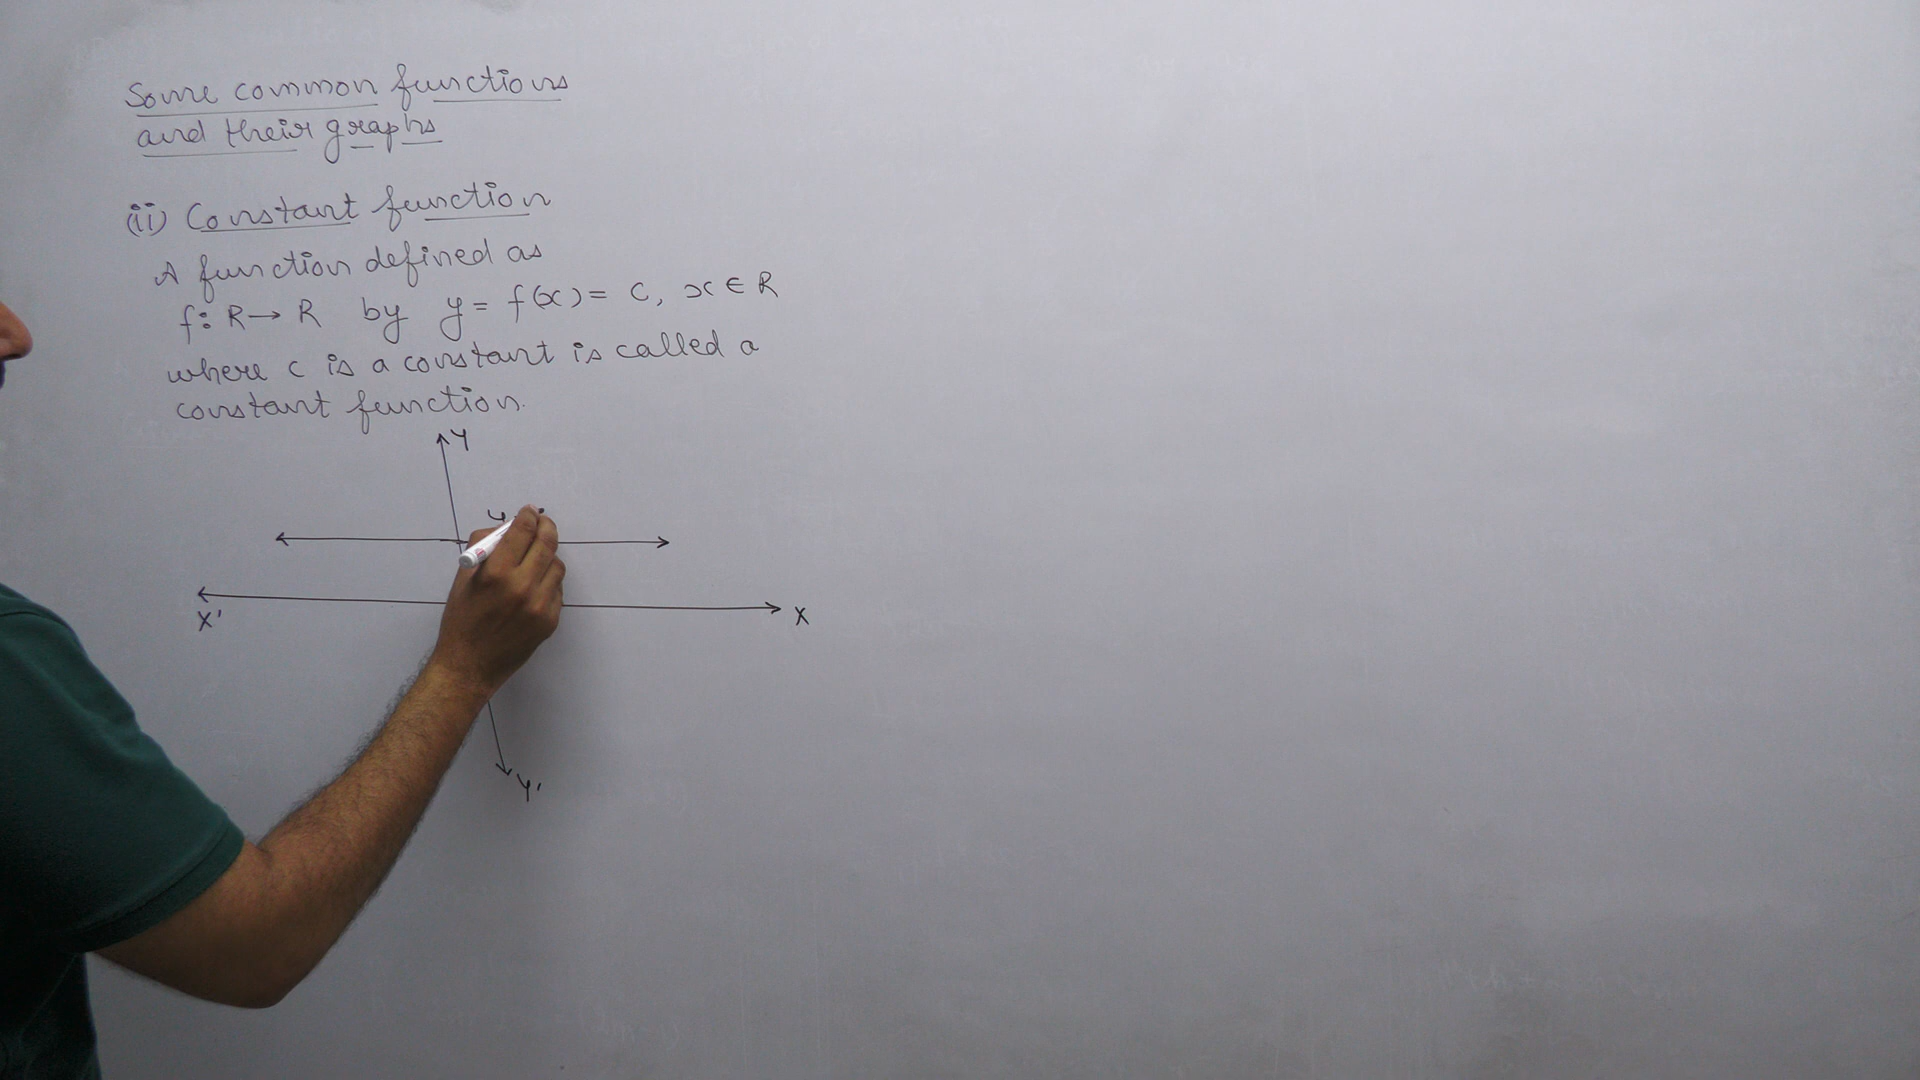 Some common functions
and their graphs
(ii) Constant function
A function defined as
f: R→ R by y = f(x) = c, x ∈ R
where c is a constant is called a
constant function.
Y
X'
X
Y'